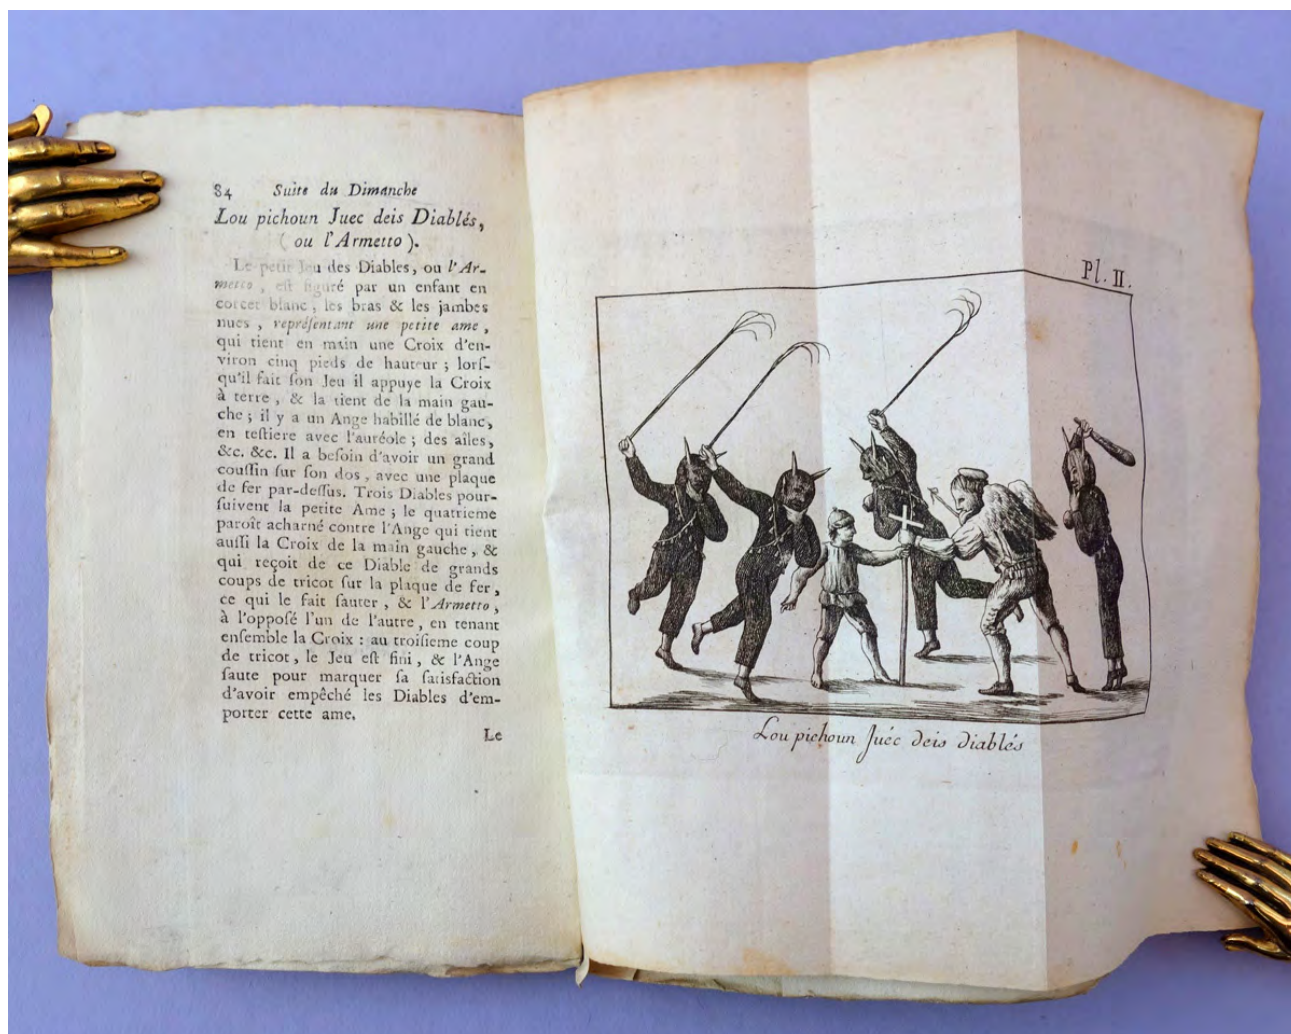 84 Suite du Dimanche
Lou pichoun Juec deis Diablés,
( ou l'Armetto ).
Le petit Jeu des Diables, ou l'Ar-
metto, est figuré par un enfant en
corcet blanc, les bras & les jambes
nues, repréſentant une petite ame,
qui tient en main une Croix d'en-
viron cinq pieds de hauteur ; lorſ-
qu'il fait ſon Jeu il appuye la Croix
à terre, & la tient de la main gau-
che ; il y a un Ange habillé de blanc,
en teſtiere avec l'auréole ; des aîles,
&c. &c. Il a beſoin d'avoir un grand
couſſin ſur ſon dos, avec une plaque
de fer par-deſſus. Trois Diables pour-
ſuivent la petite Ame ; le quatrieme
paroît acharné contre l'Ange qui tient
auſſi la Croix de la main gauche, &
qui reçoit de ce Diable de grands
coups de tricot ſur la plaque de fer,
ce qui le fait ſauter, & l'Armetto,
à l'oppoſé l'un de l'autre, en tenant
enſemble la Croix : au troiſieme coup
de tricot, le Jeu eſt fini, & l'Ange
ſaute pour marquer ſa ſatisfaction
d'avoir empêché les Diables d'em-
porter cette ame.
Le
Pl. II.
Lou pichoun Juéc deis diablés